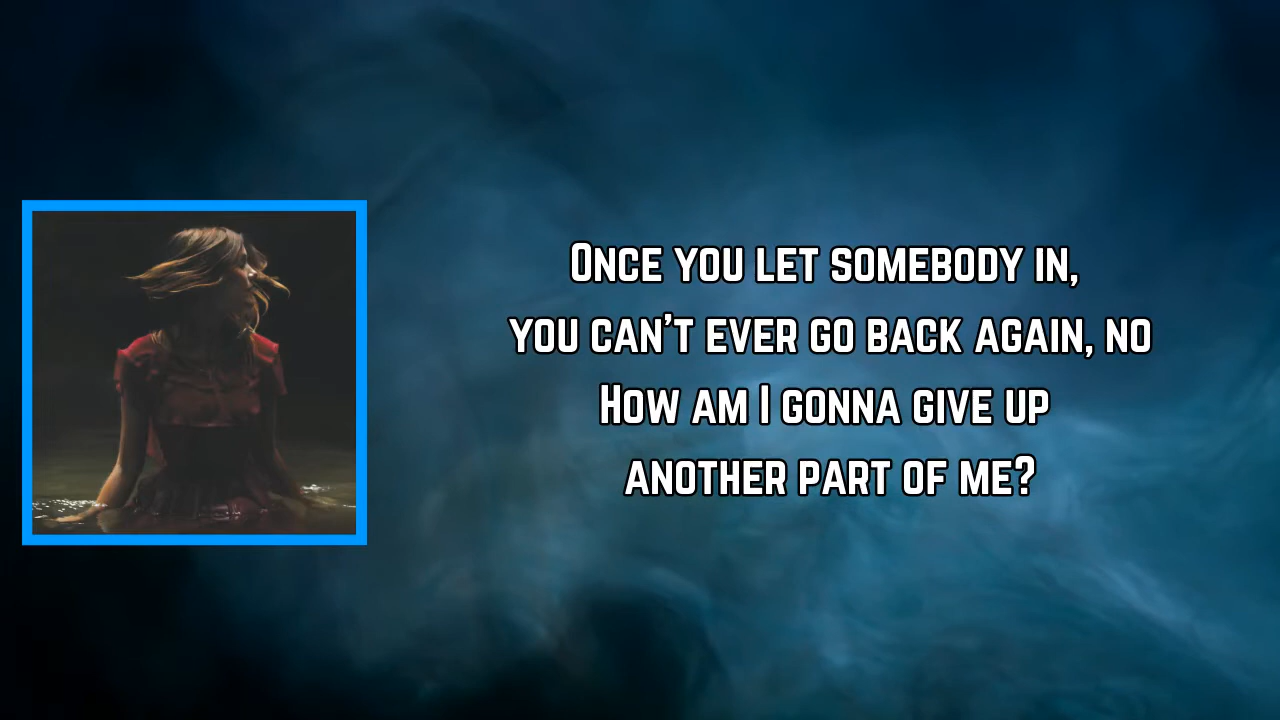 Once you let somebody in,
you can't ever go back again, no
How am I gonna give up
another part of me?